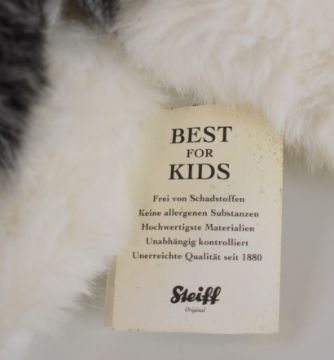 BEST
FOR
KIDS
Frei von Schadstoffen
Keine allergenen Substanzen
Hochwertigste Materialien
Unabhängig kontrolliert
Unerreichte Qualität seit 1880
Steiff
Original